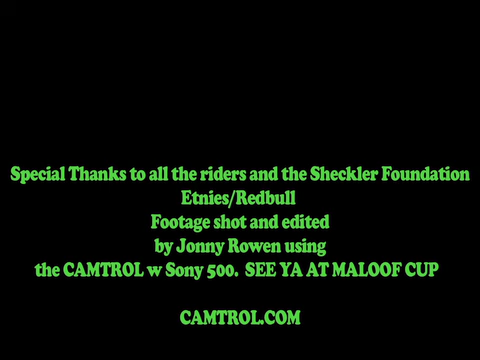 Special Thanks to all the riders and the Sheckler Foundation
Etnies/Redbull
Footage shot and edited
by Jonny Rowen using
the CAMTROL w Sony 500. SEE YA AT MALOOF CUP
CAMTROL.COM